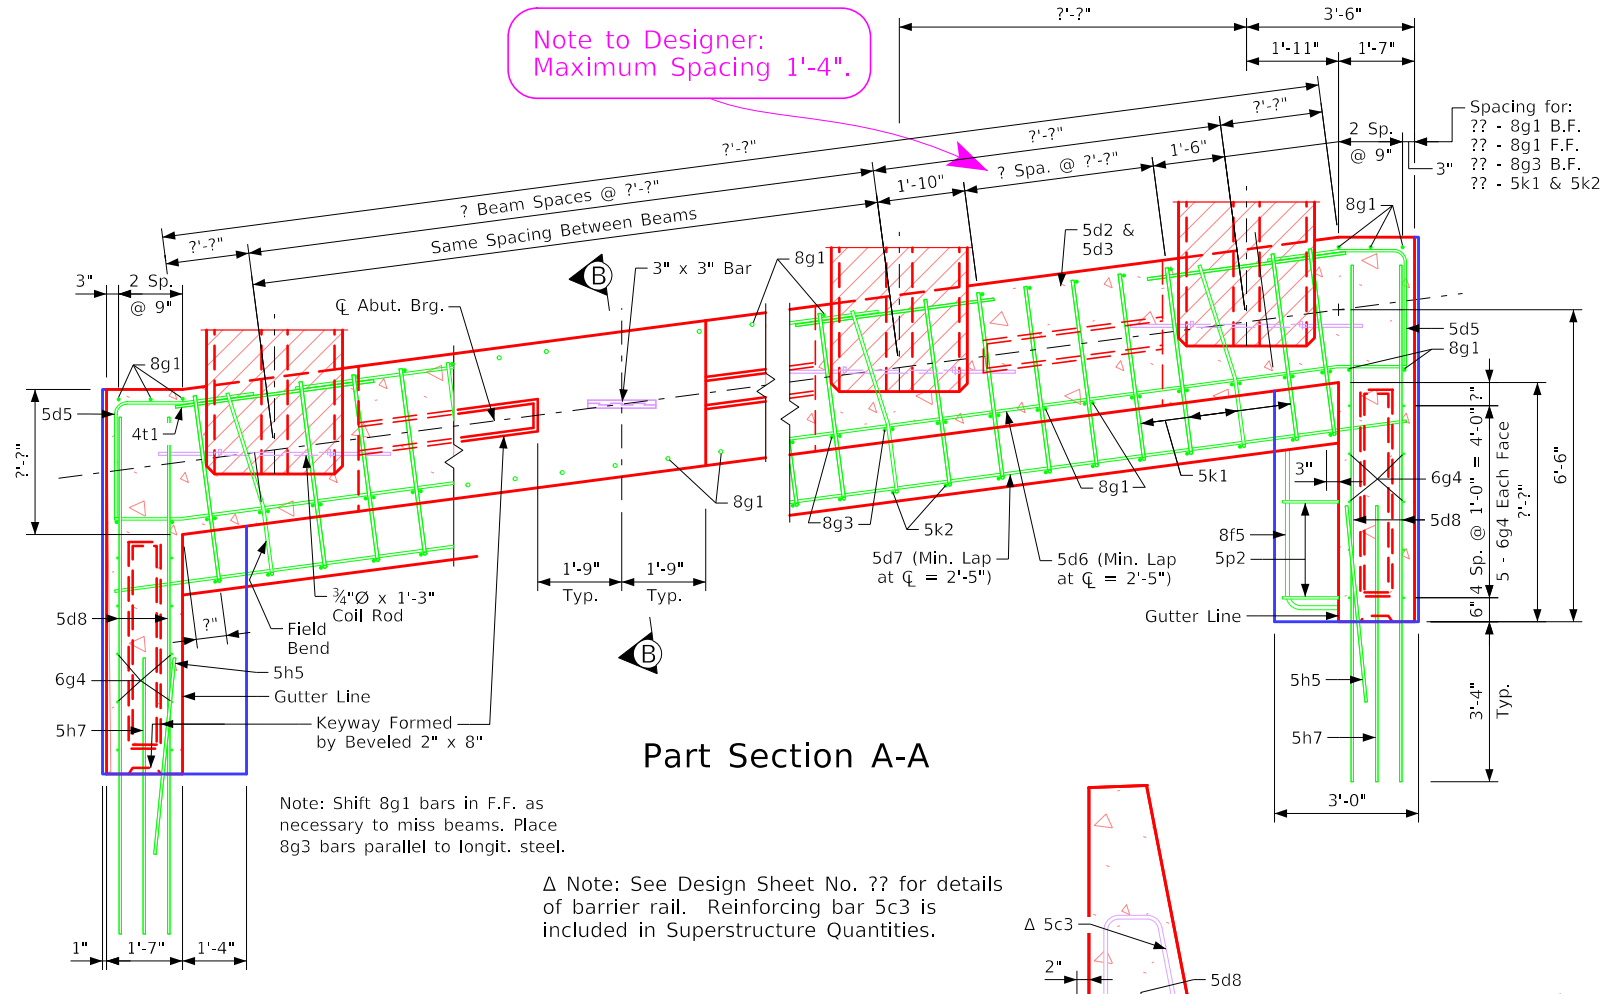 Note to Designer:
Maximum Spacing 1'-4".
?'-?"
3'-6"
1'-11"
1'-7"
?'-?"
?'-?"
?'-?"
2 Sp.
@ 9"
3"
Spacing for:
?? - 8g1 B.F.
?? - 8g1 F.F.
?? - 8g3 B.F.
?? - 5k1 & 5k2
? Beam Spaces @ ?'-?"
Same Spacing Between Beams
1'-10"
? Spa. @ ?'-?"
1'-6"
8g1
?'-?"
5d2 &
5d3
3"
2 Sp.
@ 9"
℄ Abut. Brg.
B
3" x 3" Bar
8g1
5d5
8g1
8g1
5d5
4t1
?'-?"
8g1
8g3
5k2
8g1
5k1
5d7 (Min. Lap
at ℄ = 2'-5")
5d6 (Min. Lap
at ℄ = 2'-5")
3"
6g4
5d8
8f5
5p2
Gutter Line
?"
4 Sp. @ 1'-0" = 4'-0"
6"
5 - 6g4 Each Face
?'-?"
6'-6"
1'-9"
Typ.
1'-9"
Typ.
¾"Ø x 1'-3"
Coil Rod
Field
Bend
?"
5d8
6g4
5h5
Gutter Line
5h7
Keyway Formed
by Beveled 2" x 8"
B
5h5
5h7
3'-4"
Typ.
3'-0"
Part Section A-A
Note: Shift 8g1 bars in F.F. as
necessary to miss beams. Place
8g3 bars parallel to longit. steel.
Δ Note: See Design Sheet No. ?? for details
of barrier rail. Reinforcing bar 5c3 is
included in Superstructure Quantities.
1"
1'-7"
1'-4"
Δ 5c3
2"
5d8